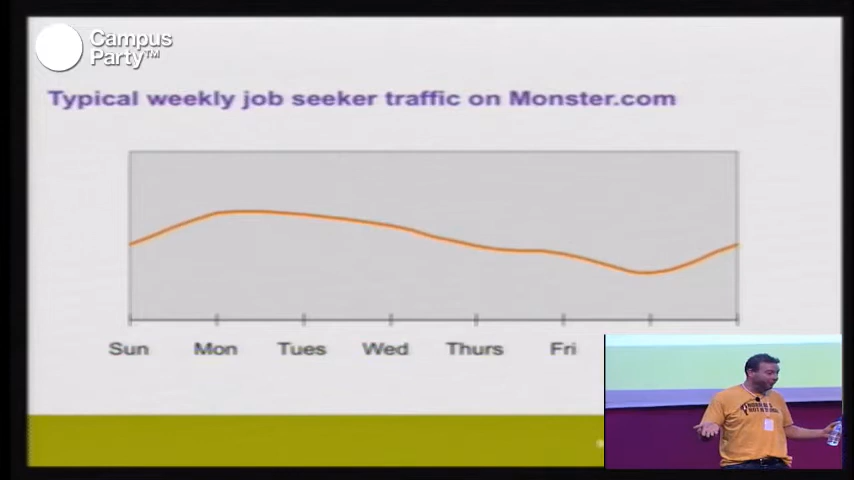 Campus
Party™
Typical weekly job seeker traffic on Monster.com
Sun Mon Tues Wed Thurs Fri